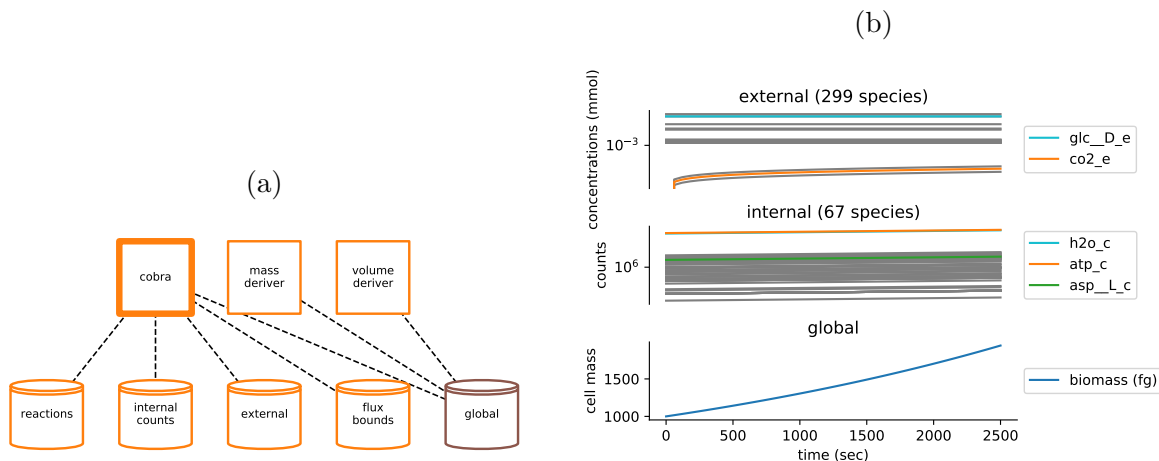 (a)
cobra
mass
deriver
volume
deriver
reactions
internal
counts
external
flux
bounds
global
(b)
external (299 species)
concentrations (mmol)
10⁻³
glc__D_e
co2_e
internal (67 species)
counts
10⁶
h2o_c
atp_c
asp__L_c
global
cell mass
1500
1000
biomass (fg)
0
500
1000
1500
2000
2500
time (sec)